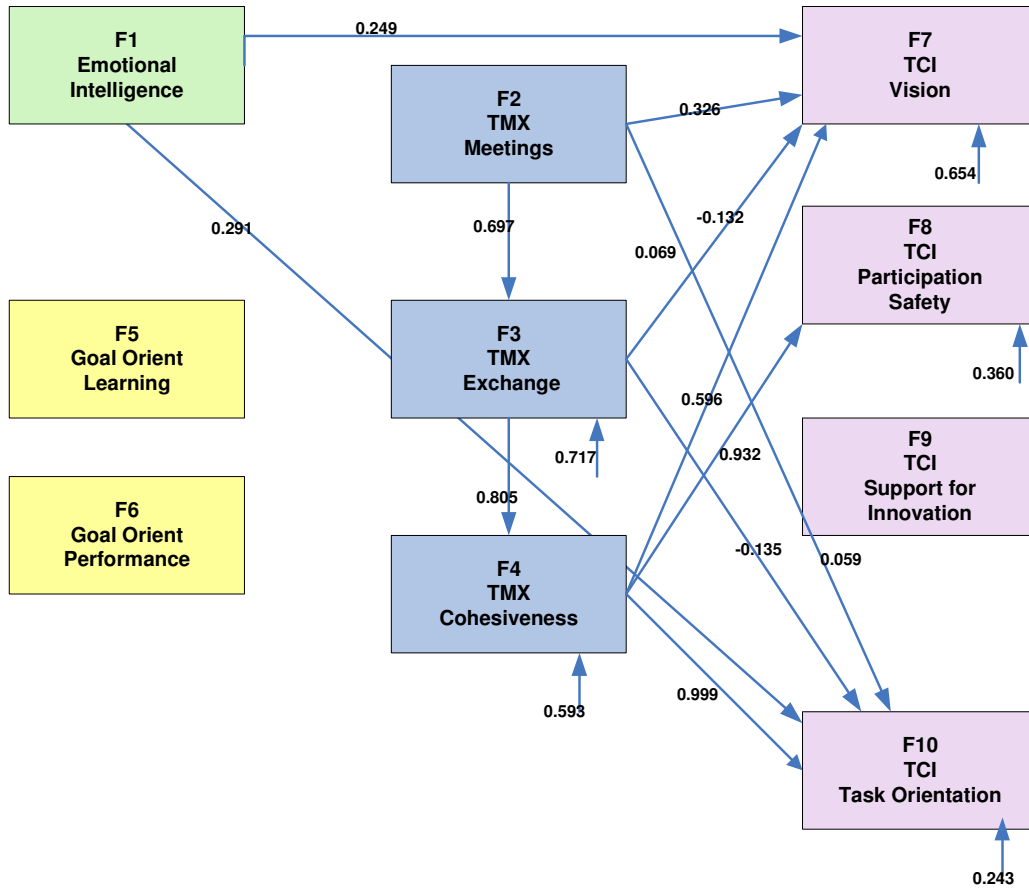 F1
Emotional
Intelligence
0.249
F7
TCI
Vision
F2
TMX
Meetings
0.326
0.654
0.291
0.697
-0.132
0.069
F8
TCI
Participation
Safety
F5
Goal Orient
Learning
F3
TMX
Exchange
0.360
0.596
0.717
0.932
F9
TCI
Support for
Innovation
0.805
F6
Goal Orient
Performance
-0.135
0.059
F4
TMX
Cohesiveness
0.999
0.593
F10
TCI
Task Orientation
0.243